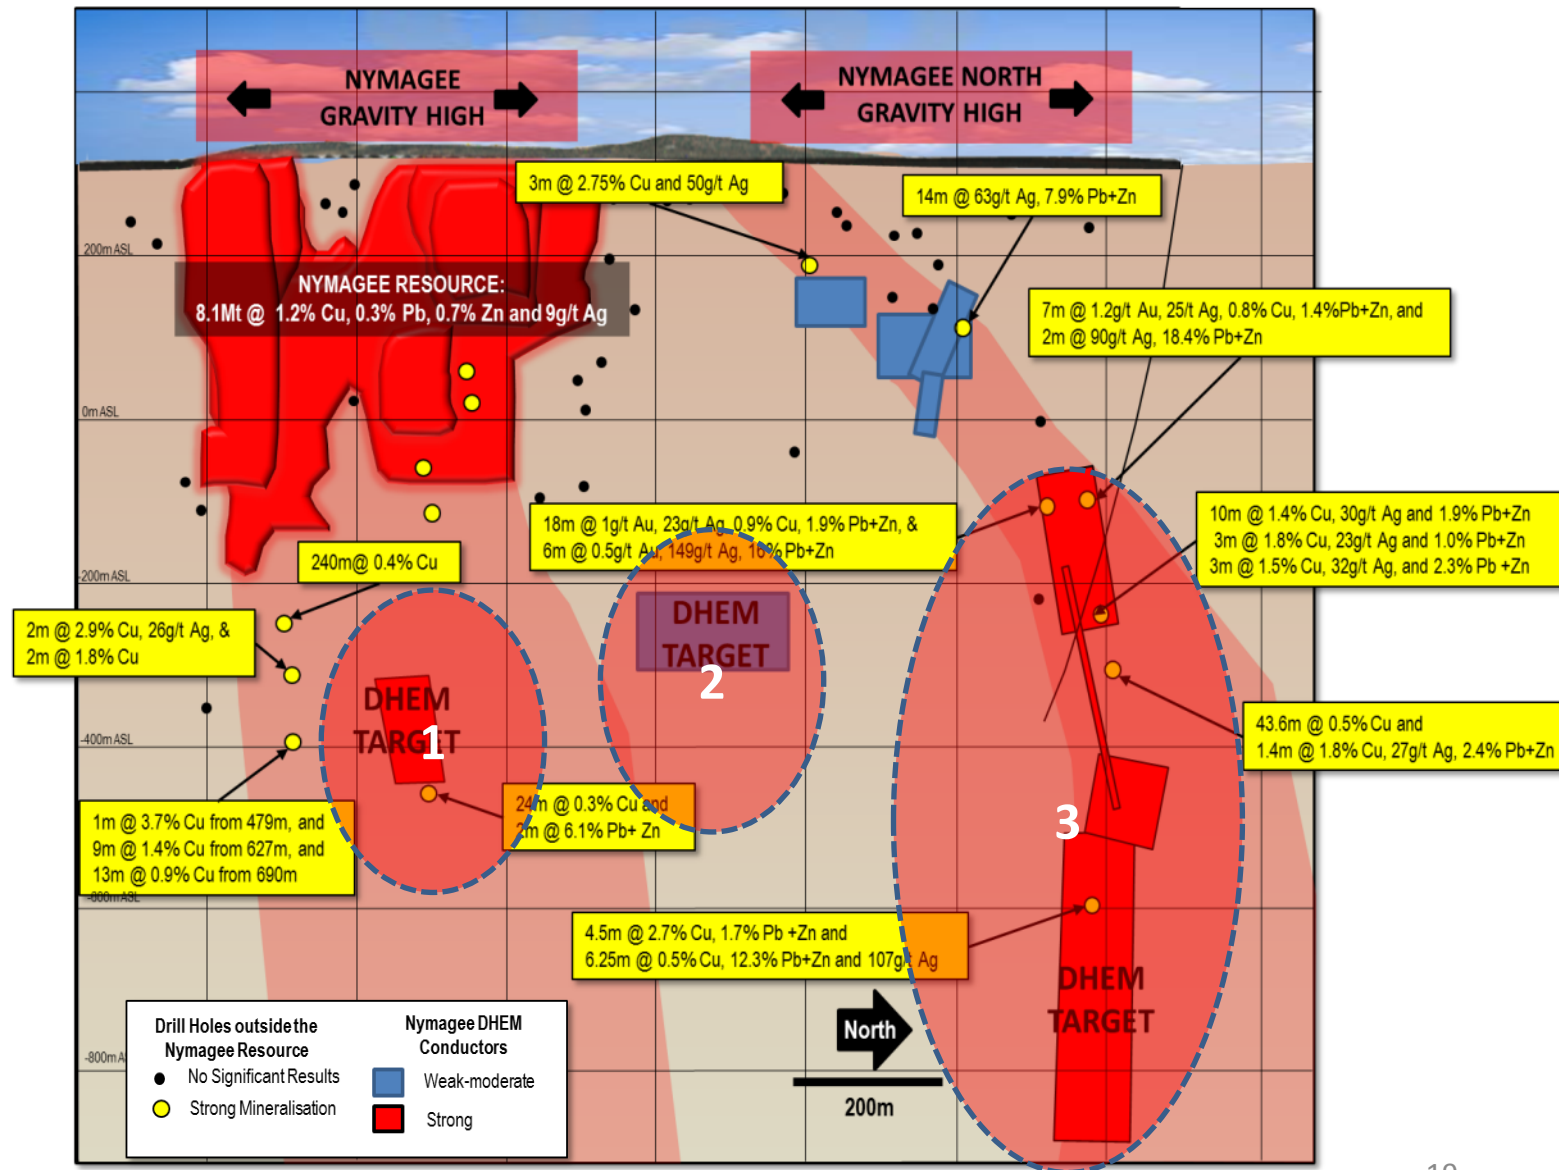 NYMAGEE
GRAVITY HIGH
NYMAGEE NORTH
GRAVITY HIGH
3m @ 2.75% Cu and 50g/t Ag
14m @ 63g/t Ag, 7.9% Pb+Zn
200m ASL
NYMAGEE RESOURCE:
8.1Mt @ 1.2% Cu, 0.3% Pb, 0.7% Zn and 9g/t Ag
7m @ 1.2g/t Au, 25/t Ag, 0.8% Cu, 1.4%Pb+Zn, and
2m @ 90g/t Ag, 18.4% Pb+Zn
0m ASL
18m @ 1g/t Au, 23g/t Ag, 0.9% Cu, 1.9% Pb+Zn, &
6m @ 0.5g/t Au, 149g/t Ag, 16% Pb+Zn
10m @ 1.4% Cu, 30g/t Ag and 1.9% Pb+Zn
3m @ 1.8% Cu, 23g/t Ag and 1.0% Pb+Zn
3m @ 1.5% Cu, 32g/t Ag, and 2.3% Pb +Zn
240m@ 0.4% Cu
-200m ASL
2m @ 2.9% Cu, 26g/t Ag, &
2m @ 1.8% Cu
DHEM
TARGET
2
DHEM
TARGET
1
43.6m @ 0.5% Cu and
1.4m @ 1.8% Cu, 27g/t Ag, 2.4% Pb+Zn
-400m ASL
24m @ 0.3% Cu and
2m @ 6.1% Pb+ Zn
3
1m @ 3.7% Cu from 479m, and
9m @ 1.4% Cu from 627m, and
13m @ 0.9% Cu from 690m
-600m ASL
4.5m @ 2.7% Cu, 1.7% Pb +Zn and
6.25m @ 0.5% Cu, 12.3% Pb+Zn and 107g/t Ag
DHEM
TARGET
North
200m
-800m A
Drill Holes outside the
Nymagee Resource
No Significant Results
Strong Mineralisation
Nymagee DHEM
Conductors
Weak-moderate
Strong